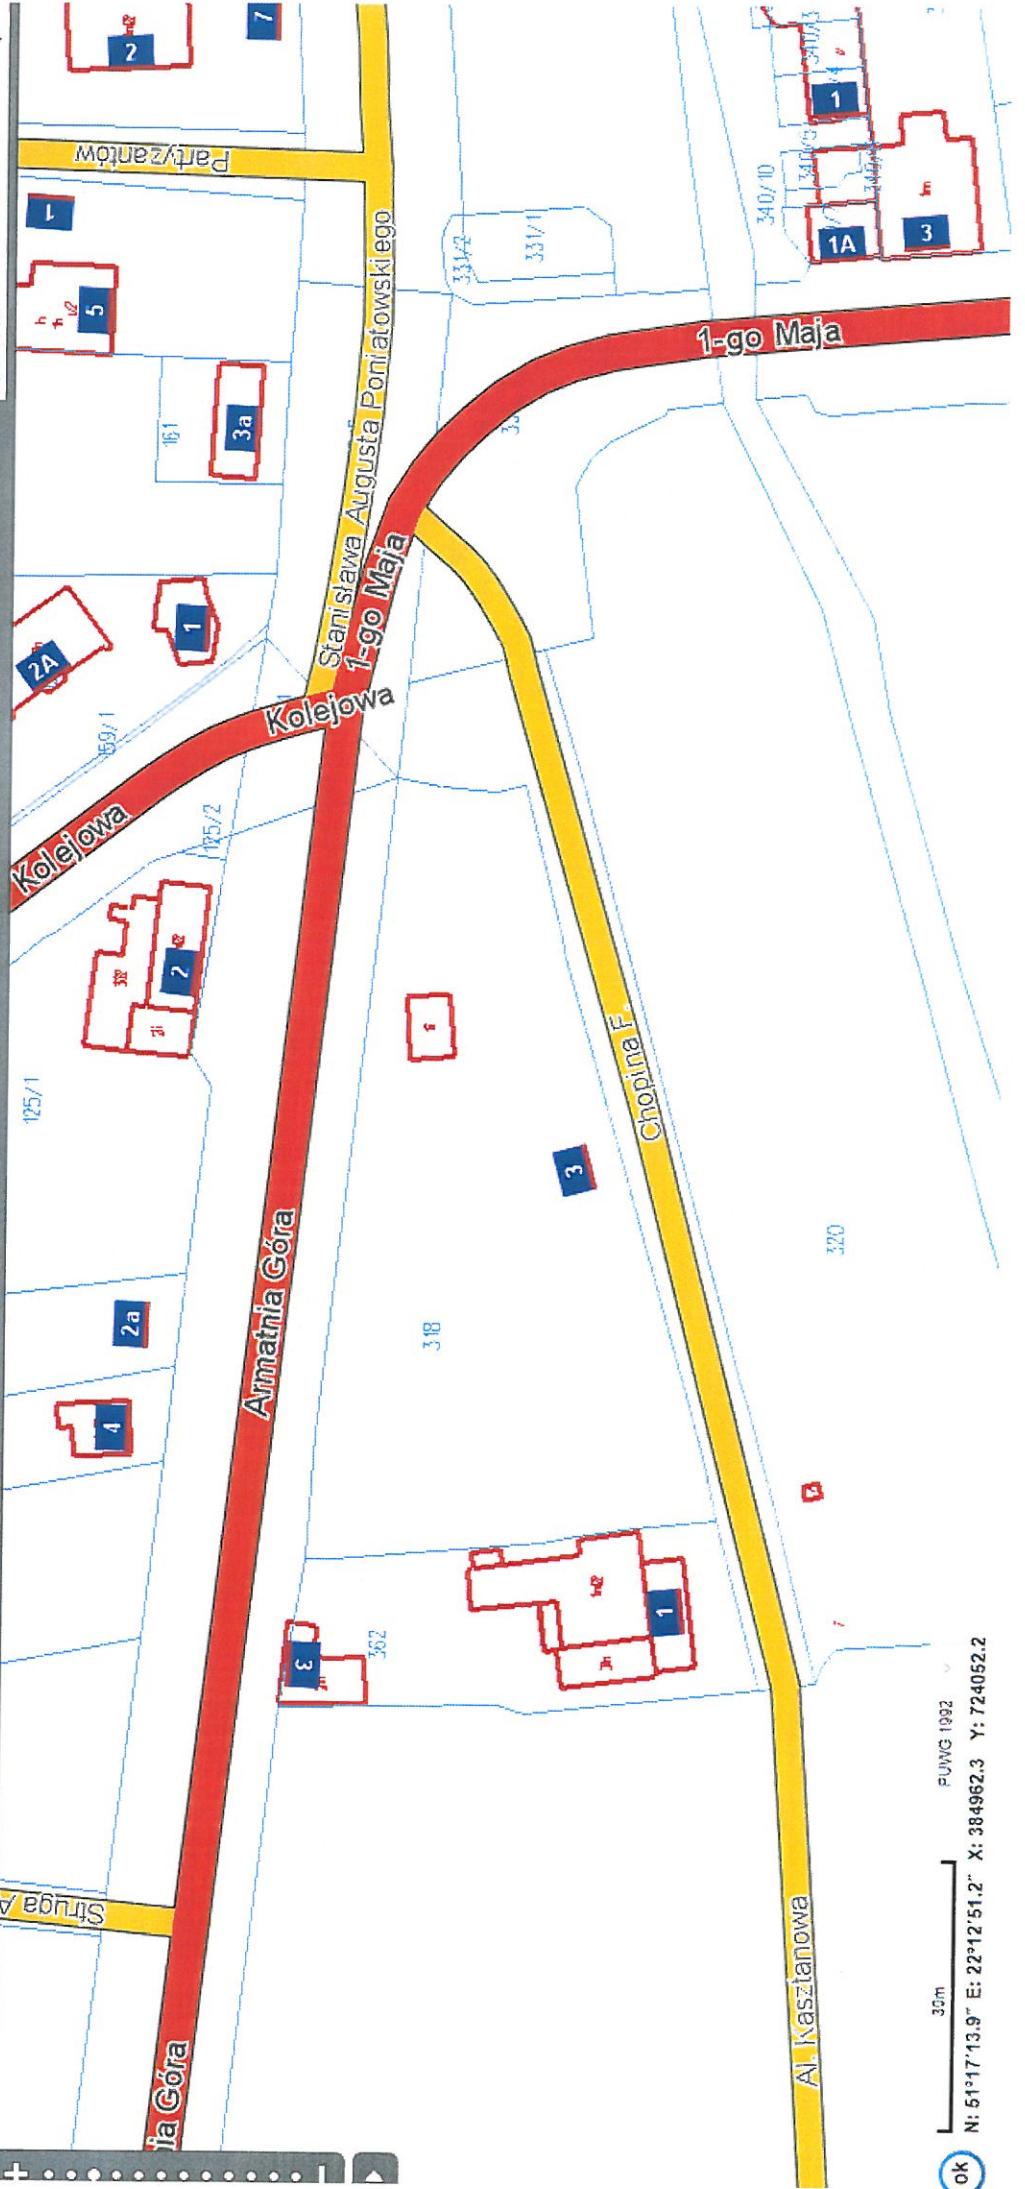 ia Góra
Armatnia Góra
Kolejowa
Kolejowa
1-go Maja
1-go Maja
Stanisława Augusta Poniatowskiego
Partyzantów
Struga A
Chopina F.
Al. Kasztanowa
4
2a
2
2A
1
3a
5
1
2
7
3
1
3
1A
3
1
125/1
125/2
161
362
318
320
331/2
331/1
340/10
30m
PUWG 1992
ok
N: 51°17'13.9" E: 22°12'51.2" X: 384962.3 Y: 724052.2